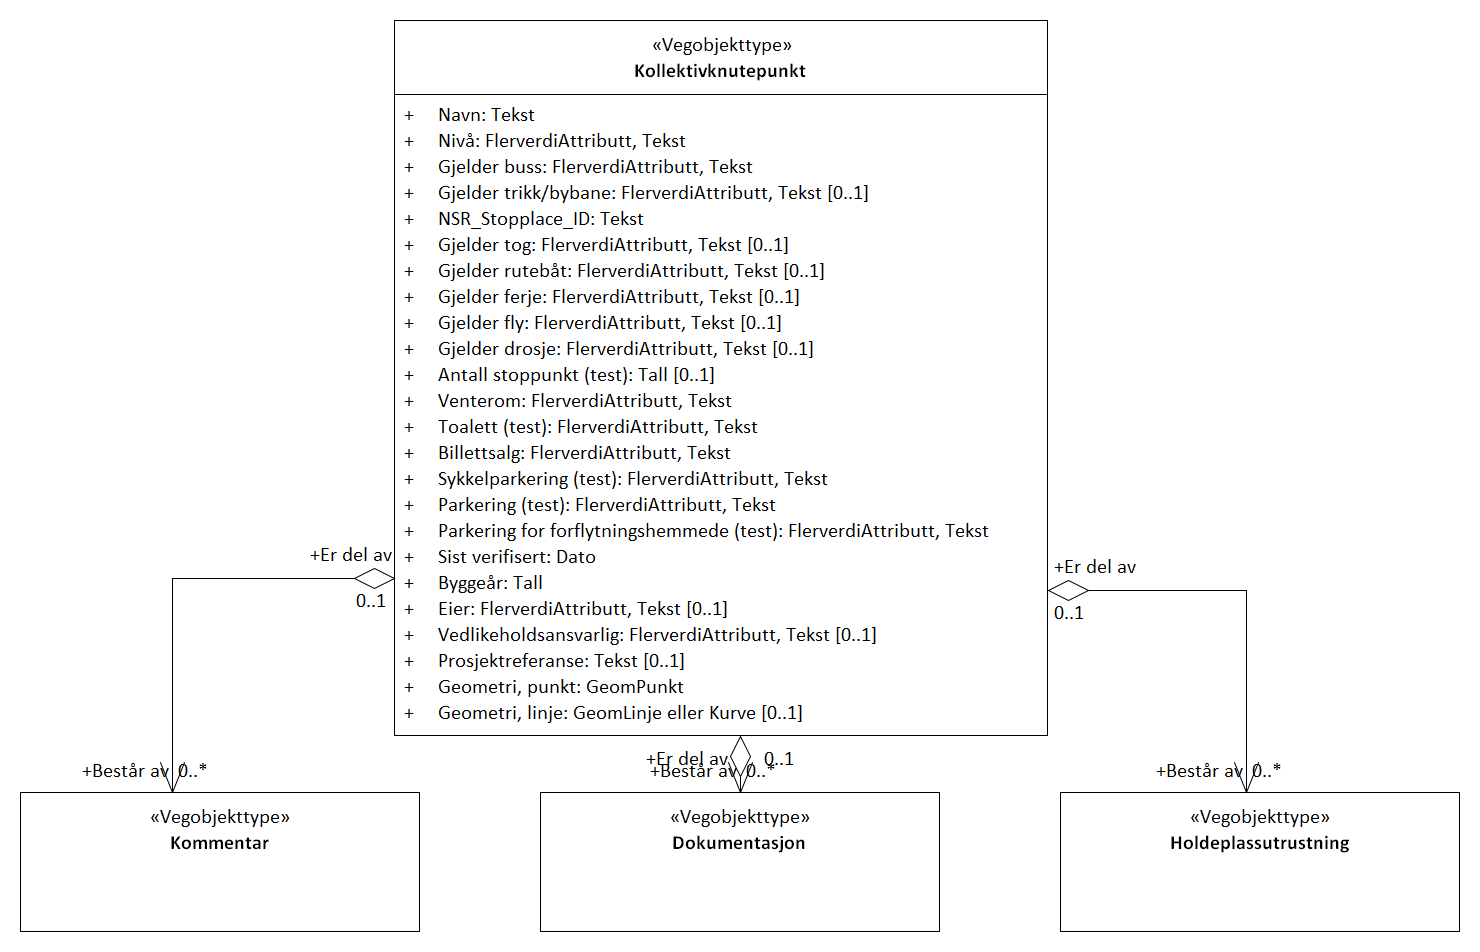 «Vegobjekttype»
Kollektivknutepunkt
+ Navn: Tekst
+ Nivå: FlerverdiAttributt, Tekst
+ Gjelder buss: FlerverdiAttributt, Tekst
+ Gjelder trikk/bybane: FlerverdiAttributt, Tekst [0..1]
+ NSR_Stopplace_ID: Tekst
+ Gjelder tog: FlerverdiAttributt, Tekst [0..1]
+ Gjelder rutebåt: FlerverdiAttributt, Tekst [0..1]
+ Gjelder ferje: FlerverdiAttributt, Tekst [0..1]
+ Gjelder fly: FlerverdiAttributt, Tekst [0..1]
+ Gjelder drosje: FlerverdiAttributt, Tekst [0..1]
+ Antall stoppunkt (test): Tall [0..1]
+ Venterom: FlerverdiAttributt, Tekst
+ Toalett (test): FlerverdiAttributt, Tekst
+ Billettsalg: FlerverdiAttributt, Tekst
+ Sykkelparkering (test): FlerverdiAttributt, Tekst
+ Parkering (test): FlerverdiAttributt, Tekst
+ Parkering for forflytningshemmede (test): FlerverdiAttributt, Tekst
+ Sist verifisert: Dato
+ Byggeår: Tall
+ Eier: FlerverdiAttributt, Tekst [0..1]
+ Vedlikeholdsansvarlig: FlerverdiAttributt, Tekst [0..1]
+ Prosjektreferanse: Tekst [0..1]
+ Geometri, punkt: GeomPunkt
+ Geometri, linje: GeomLinje eller Kurve [0..1]
+Er del av
0..1
+Er del av
0..1
+Er del av 0..1
+Består av 0..*
+Består av 0..*
+Består av 0..*
«Vegobjekttype»
Kommentar
«Vegobjekttype»
Dokumentasjon
«Vegobjekttype»
Holdeplassutrustning